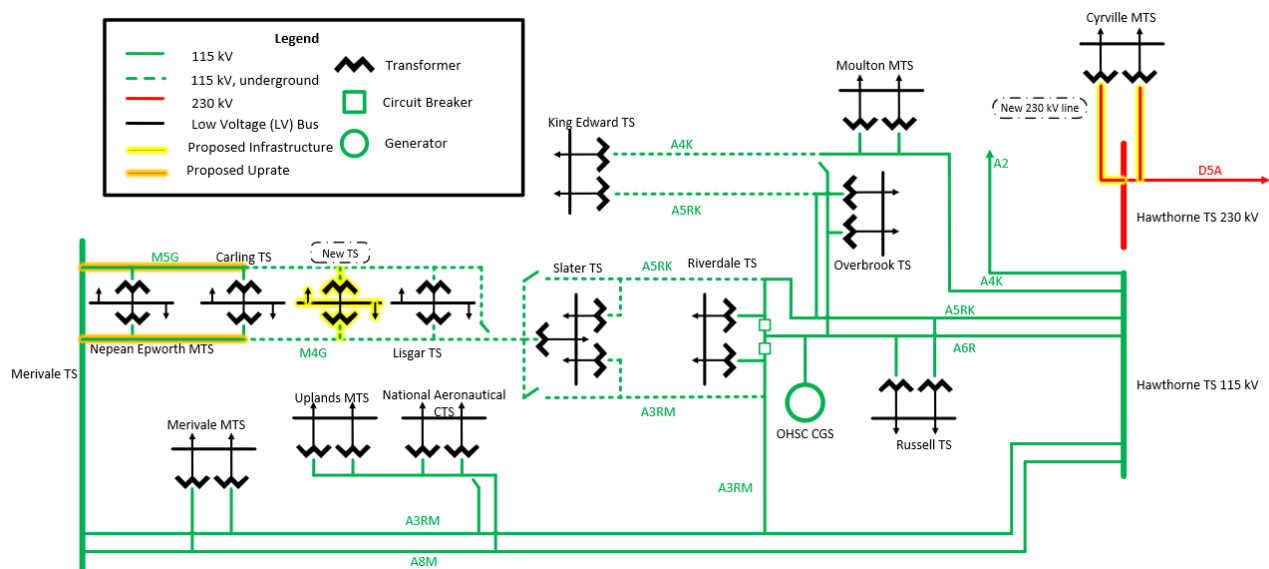 Legend
115 kV
115 kV, underground
230 kV
Low Voltage (LV) Bus
Proposed Infrastructure
Proposed Uprate
Transformer
Circuit Breaker
Generator
Cyrville MTS
Moulton MTS
New 230 kV line
King Edward TS
A4K
A2
D5A
A5RK
Hawthorne TS 230 kV
M5G
Carling TS
New TS
Slater TS
A5RK
Riverdale TS
Overbrook TS
A4K
A5RK
Nepean Epworth MTS
M4G
Lisgar TS
A6R
Merivale TS
Hawthorne TS 115 kV
Uplands MTS
National Aeronautical
CTS
A3RM
Merivale MTS
OHSC CGS
Russell TS
A3RM
A3RM
A8M